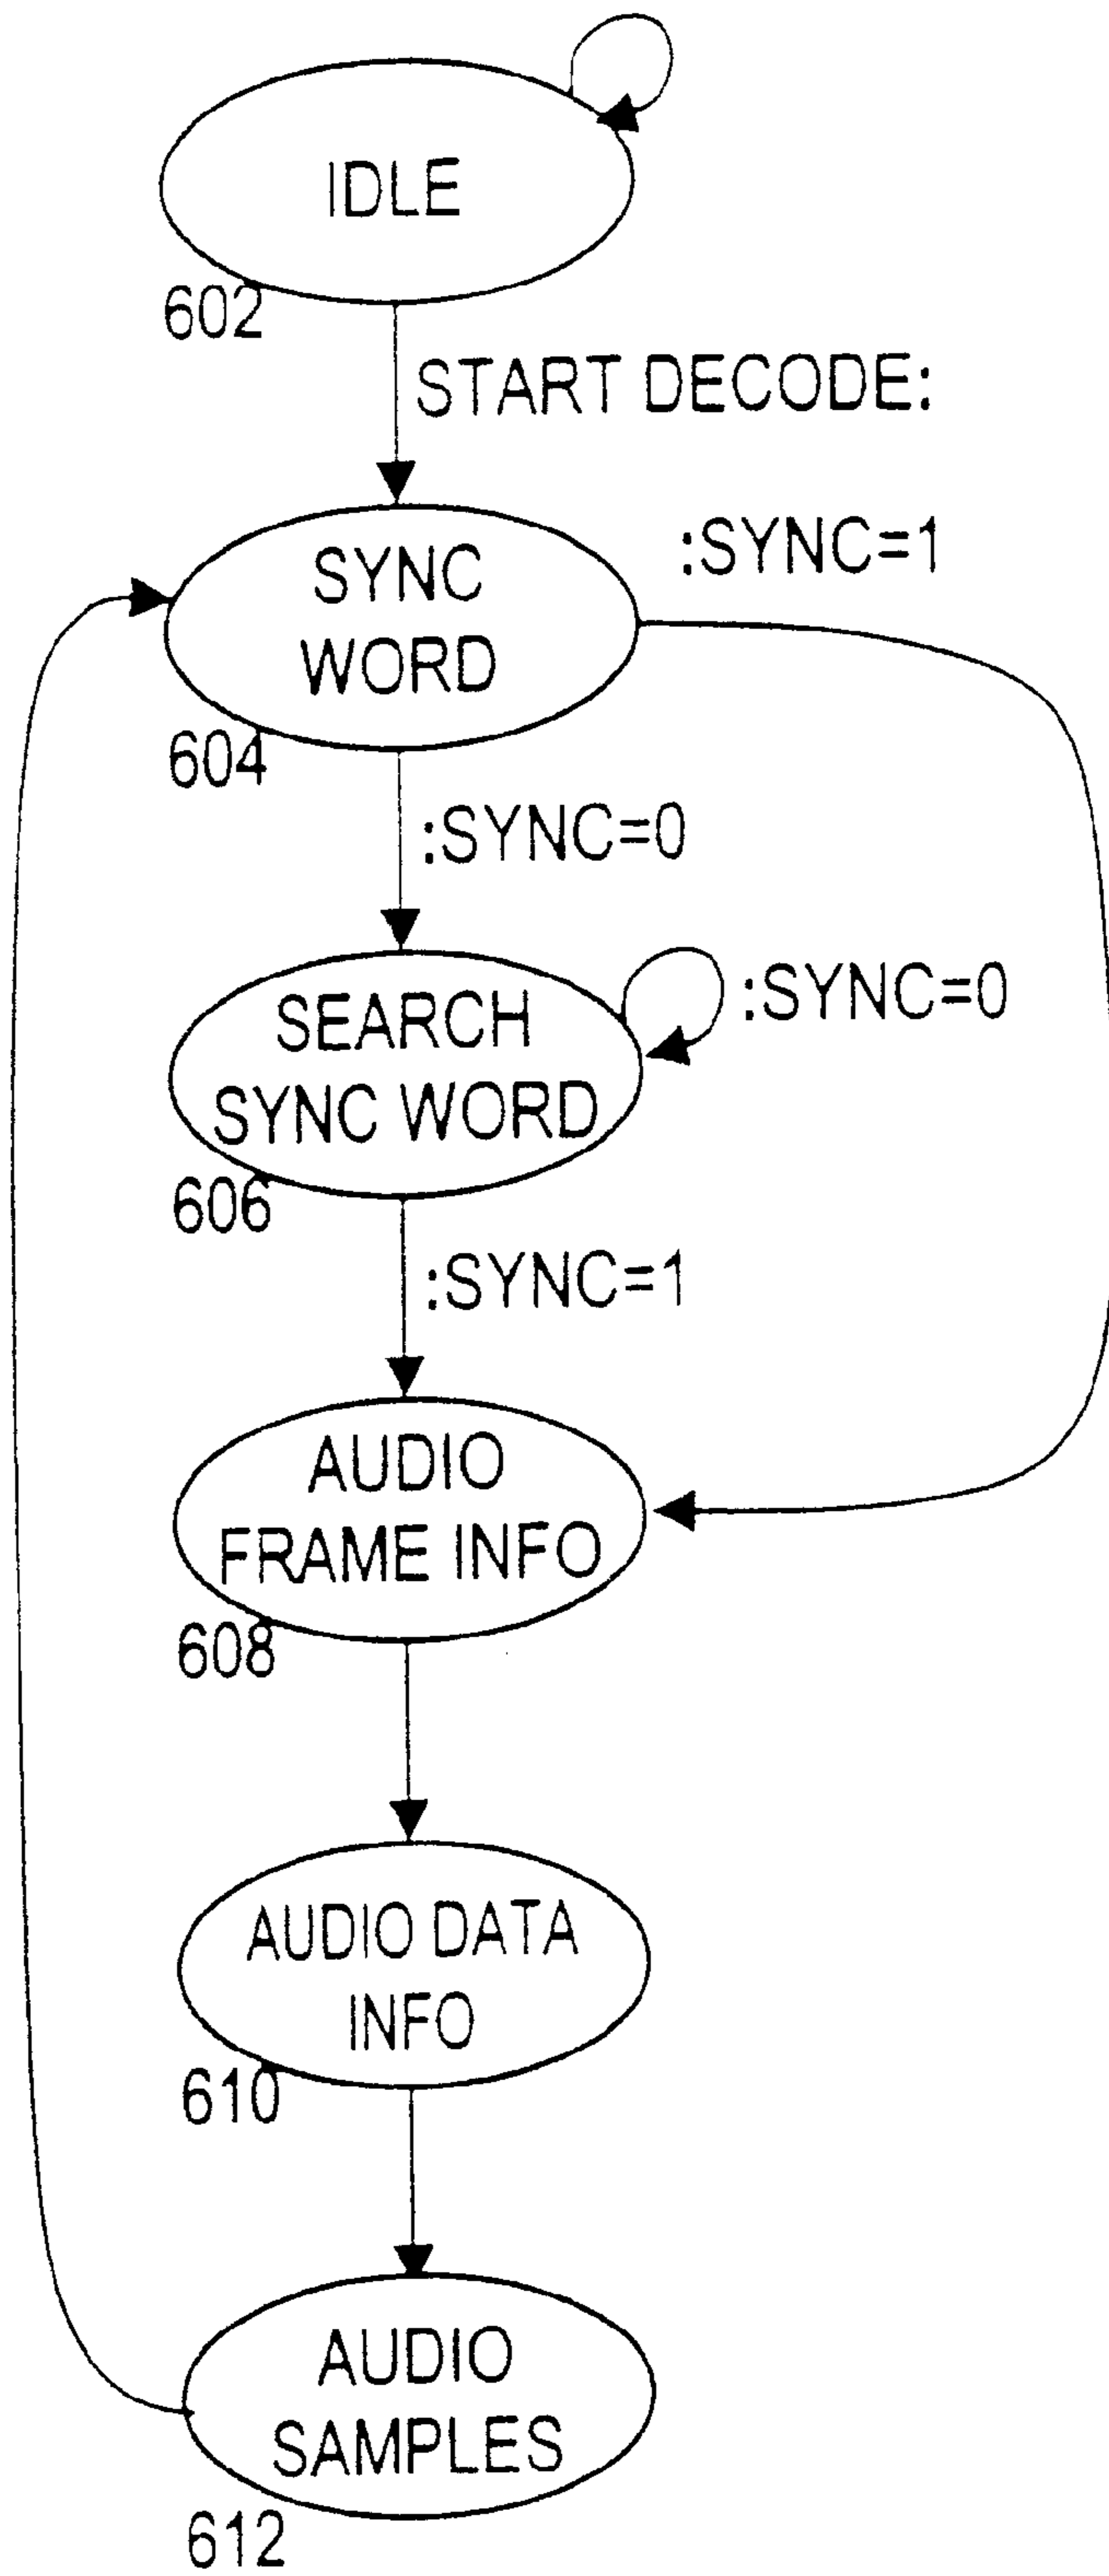 IDLE
602
START DECODE:
:SYNC=1
SYNC
WORD
604
:SYNC=0
SEARCH
SYNC WORD
:SYNC=0
606
:SYNC=1
AUDIO
FRAME INFO
608
AUDIO DATA
INFO
610
AUDIO
SAMPLES
612